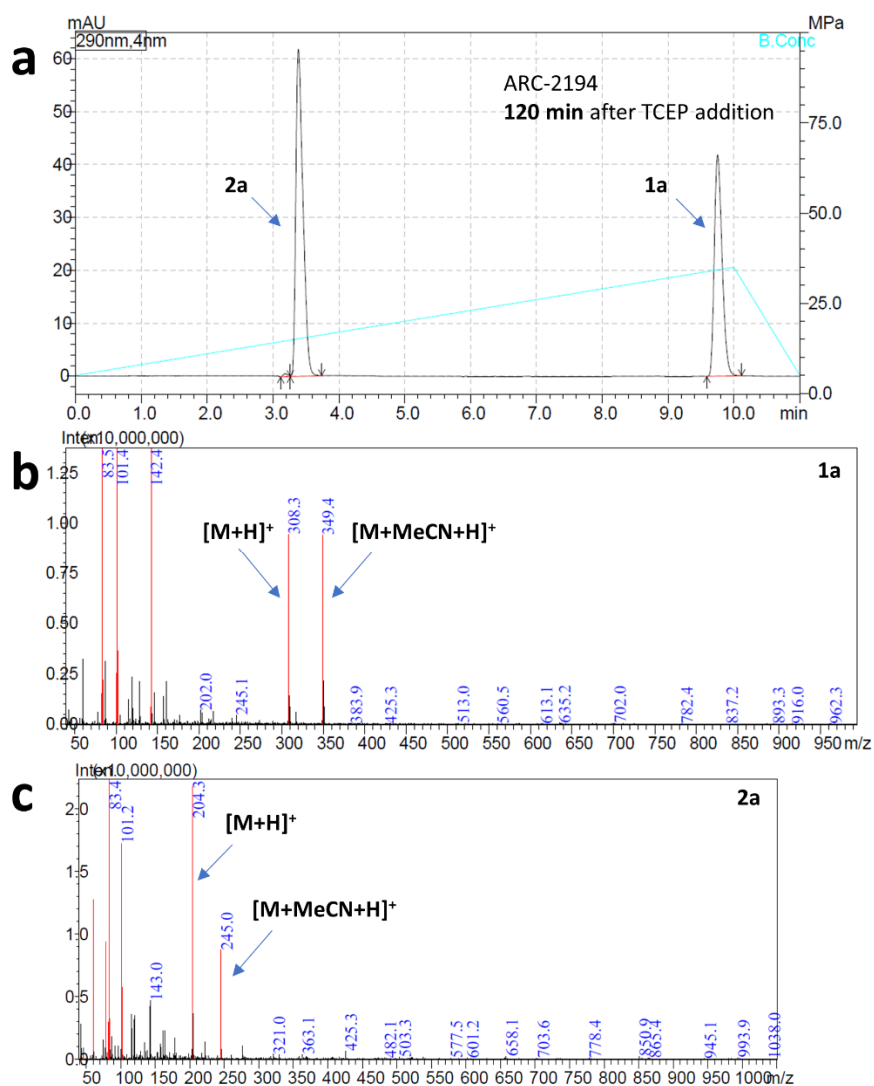 mAU
MPa
290nm,4nm
B.Conc
a
ARC-2194
120 min after TCEP addition
60
50
40
30
20
10
0
75.0
50.0
25.0
0.0
2a
1a
0.0 1.0 2.0 3.0 4.0 5.0 6.0 7.0 8.0 9.0 10.0 min
b
(x10,000,000)
1a
1.25
1.00
0.75
0.50
0.25
0.0
83.5
101.4
142.4
[M+H]⁺
308.3
349.4
[M+MeCN+H]⁺
202.0
245.1
383.9
425.3
513.0
560.5
613.1
635.2
702.0
782.4
837.2
893.3
916.0
962.3
50 100 150 200 250 300 350 400 450 500 550 600 650 700 750 800 850 900 950 m/z
c
(x10,000,000)
2a
2.0
1.5
1.0
0.5
0.0
83.4
101.2
204.3
[M+H]⁺
[M+MeCN+H]⁺
245.0
143.0
321.0
363.1
425.3
482.1
503.3
577.5
601.2
658.1
703.6
778.4
850.9
865.4
945.1
993.9
1038.0
50 100 150 200 250 300 350 400 450 500 550 600 650 700 750 800 850 900 950 1000 m/z